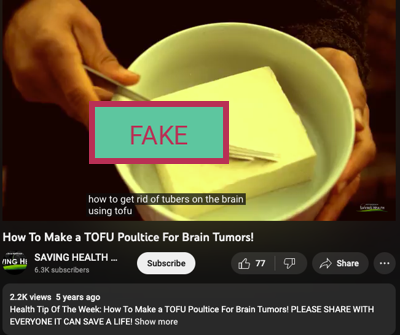 FAKE
how to get rid of tubers on the brain
using tofu
SAVING HEALTH
How To Make a TOFU Poultice For Brain Tumors!
VING H
SAVING HEALTH ...
6.3K subscribers
Subscribe
77
Share
2.2K views 5 years ago
Health Tip Of The Week: How To Make a TOFU Poultice For Brain Tumors! PLEASE SHARE WITH
EVERYONE IT CAN SAVE A LIFE! Show more